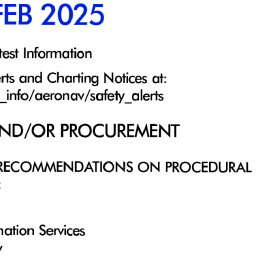 FEB 2025
test Information
erts and Charting Notices at:
_info/aeronav/safety_alerts
ND/OR PROCUREMENT
RECOMMENDATIONS ON PROCEDURAL
:
mation Services